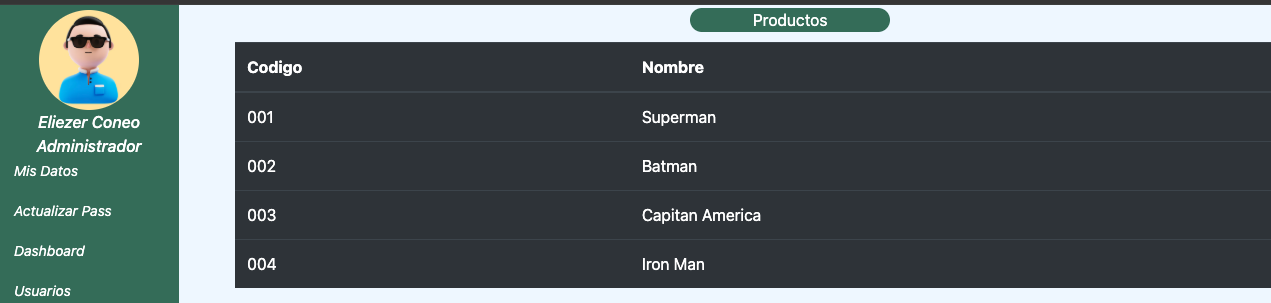 Eliezer Coneo
Administrador
Mis Datos
Actualizar Pass
Dashboard
Usuarios
Productos
Codigo Nombre
001 Superman
002 Batman
003 Capitan America
004 Iron Man